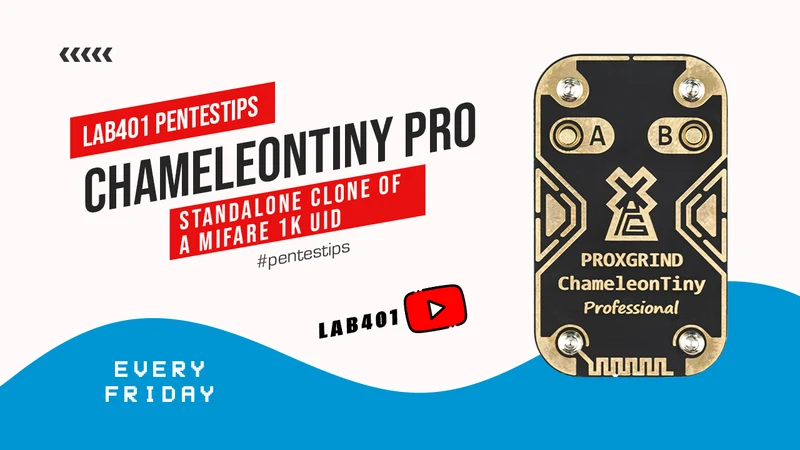 ‹‹‹‹‹
LAB401 PENTESTIPS
CHAMELEONTINY PRO
STANDALONE CLONE OF
A MIFARE 1K UID
#pentestips
LAB401
EVERY
FRIDAY
A B
PROXGRIND
ChameleonTiny
Professional